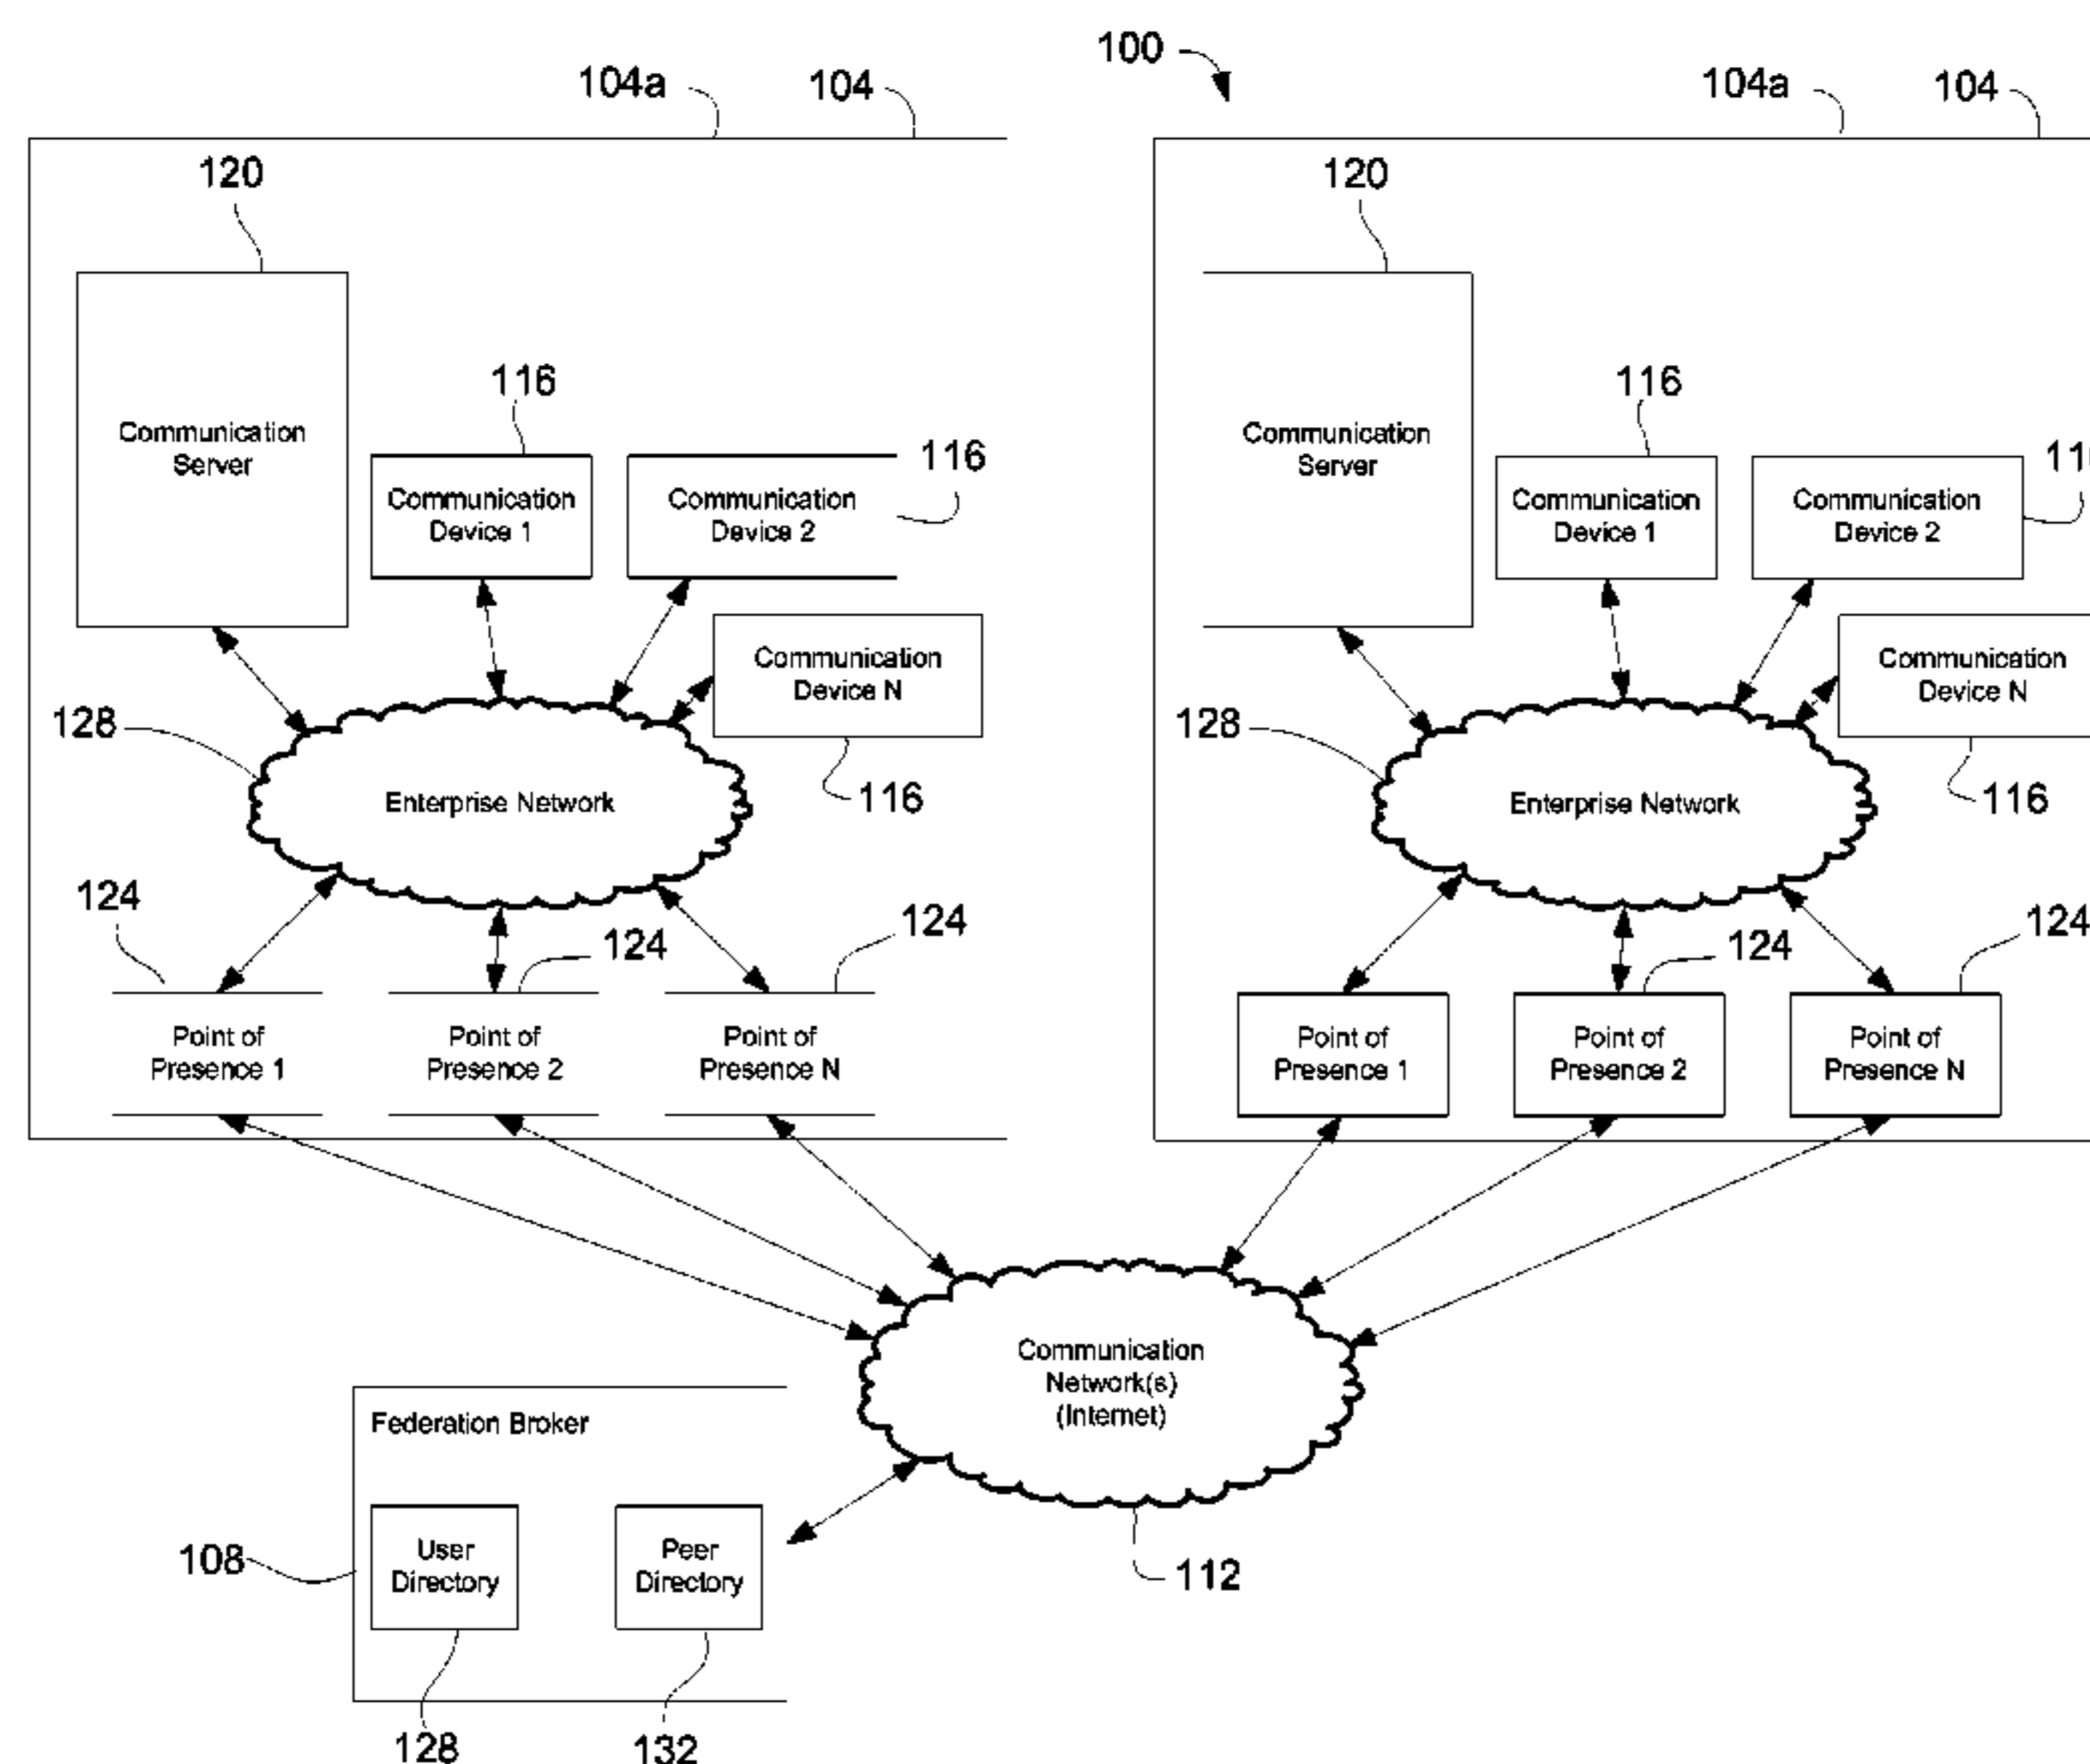 100
104a
104
104a
104
120
120
Communication
Server
116
Communication
Device 1
116
Communication
Device 2
Communication
Device N
116
128
Enterprise Network
Communication
Server
116
Communication
Device 1
Communication
Device 2
Communication
Device N
116
128
Enterprise Network
124
124
124
Point of
Presence 1
Point of
Presence 2
Point of
Presence N
124
124
Point of
Presence 1
Point of
Presence 2
Point of
Presence N
Communication
Network(s)
(Internet)
112
Federation Broker
108
User
Directory
Peer
Directory
128
132